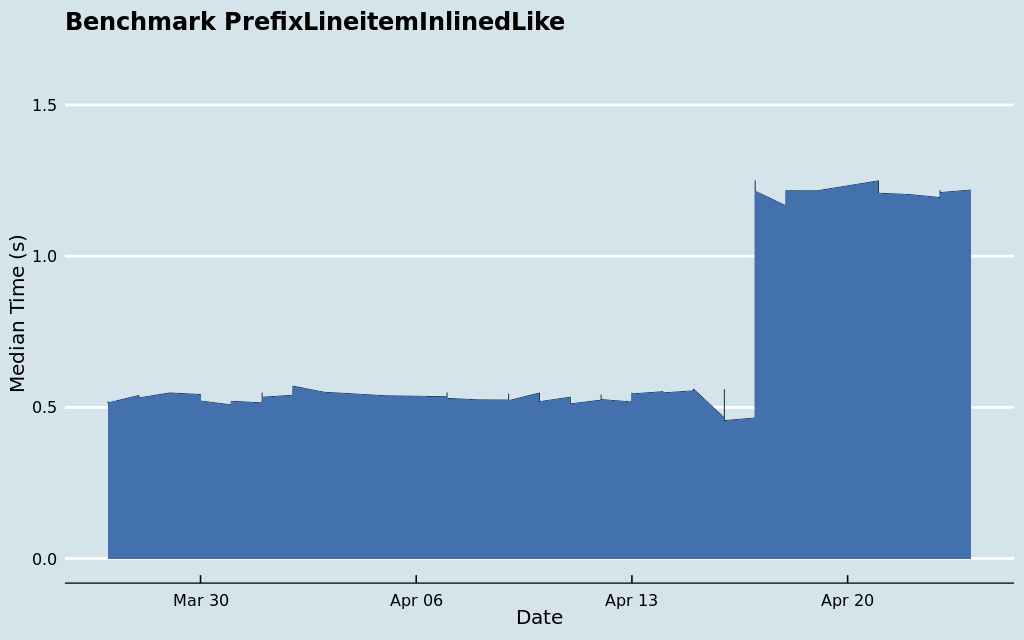 Benchmark PrefixLineitemInlinedLike
1.5
1.0
0.5
0.0
Median Time (s)
Mar 30
Apr 06
Apr 13
Apr 20
Date